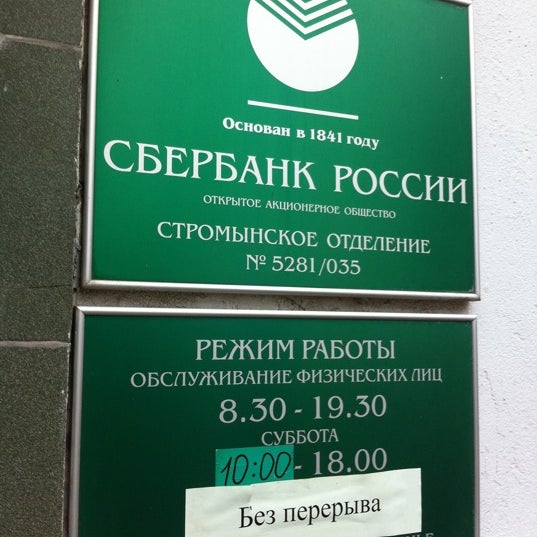 Основан в 1841 году
СБЕРБАНК РОССИИ
ОТКРЫТОЕ АКЦИОНЕРНОЕ ОБЩЕСТВО
СТРОМЫНСКОЕ ОТДЕЛЕНИЕ
№ 5281/035
РЕЖИМ РАБОТЫ
ОБСЛУЖИВАНИЕ ФИЗИЧЕСКИХ ЛИЦ
8.30 - 19.30
СУББОТА
10:00 - 18.00
Без перерыва